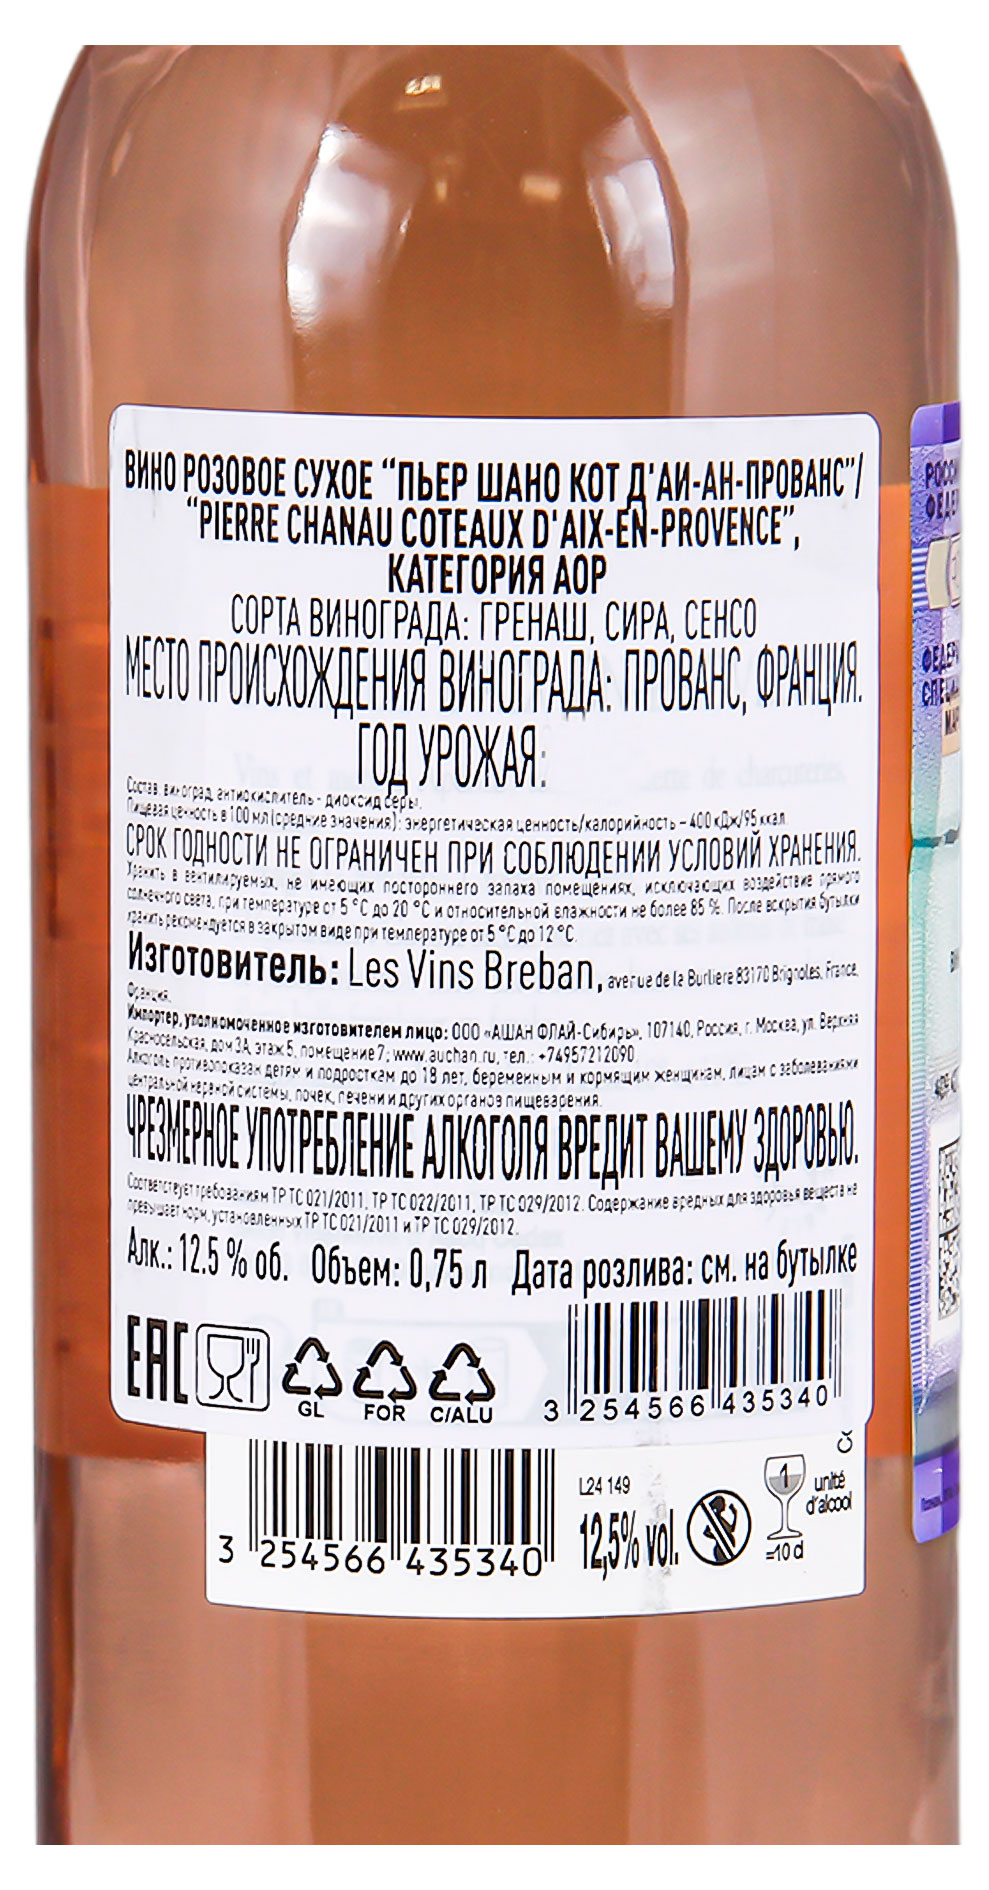 ВИНО РОЗОВОЕ СУХОЕ “ПЬЕР ШАНО КОТ Д'АИ-АН-ПРОВАНС”/
“PIERRE CHANAU COTEAUX D'AIX-EN-PROVENCE”,
КАТЕГОРИЯ AOP
СОРТА ВИНОГРАДА: ГРЕНАШ, СИРА, СЕНСО
МЕСТО ПРОИСХОЖДЕНИЯ ВИНОГРАДА: ПРОВАНС, ФРАНЦИЯ.
ГОД УРОЖАЯ:
Состав: виноград, антиокислитель - диоксид серы.
Пищевая ценность в 100 мл (средние значения): энергетическая ценность/калорийность – 400 кДж/95 ккал.
СРОК ГОДНОСТИ НЕ ОГРАНИЧЕН ПРИ СОБЛЮДЕНИИ УСЛОВИЙ ХРАНЕНИЯ.
Хранить в вентилируемых, не имеющих постороннего запаха помещениях, исключающих воздействие прямого
солнечного света, при температуре от 5 °С до 20 °С и относительной влажности не более 85 %. После вскрытия бутылки
хранить рекомендуется в закрытом виде при температуре от 5 °С до 12 °С.
Изготовитель: Les Vins Breban, avenue de la Burliere 83170 Brignoles, France,
Франция.
Импортер, уполномоченное изготовителем лицо: ООО «АШАН ФЛАЙ-Сибирь», 107140, Россия, г. Москва, ул. Верхняя
Красносельская, дом 3А, этаж 5, помещение 7; www.auchan.ru, тел.: +74957212090.
Алкоголь противопоказан детям и подросткам до 18 лет, беременным и кормящим женщинам, лицам с заболеваниями
центральной нервной системы, почек, печени и других органов пищеварения.
ЧРЕЗМЕРНОЕ УПОТРЕБЛЕНИЕ АЛКОГОЛЯ ВРЕДИТ ВАШЕМУ ЗДОРОВЬЮ.
Соответствует требованиям ТР ТС 021/2011, ТР ТС 022/2011, ТР ТС 029/2012. Содержание вредных для здоровья веществ не
превышает норм, установленных ТР ТС 021/2011 и ТР ТС 029/2012.
Алк.: 12.5 % об. Объем: 0,75 л Дата розлива: см. на бутылке
EAC
GL FOR C/ALU
3 254566 435340
L24 149
12,5% vol.
1 unité
d'alcool
=10 d
3 254566 435340